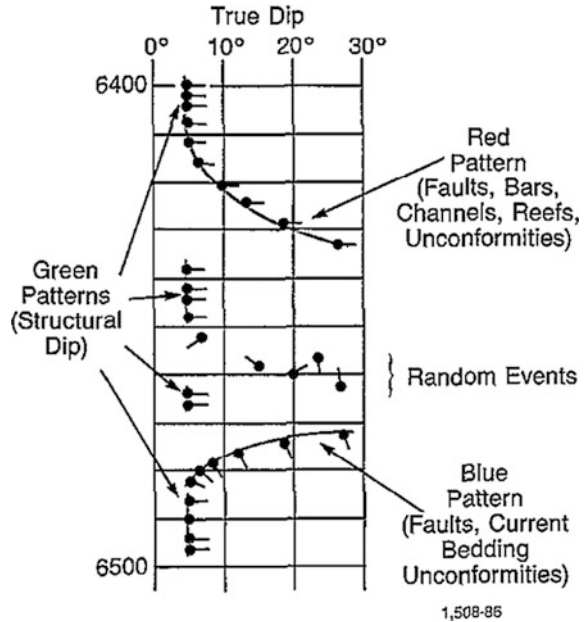 True Dip
0° 10° 20° 30°
6400
Red
Pattern
(Faults, Bars,
Channels, Reefs,
Unconformities)
Green
Patterns
(Structural
Dip)
Random Events
Blue
Pattern
(Faults, Current
Bedding
Unconformities)
6500
1,508-86